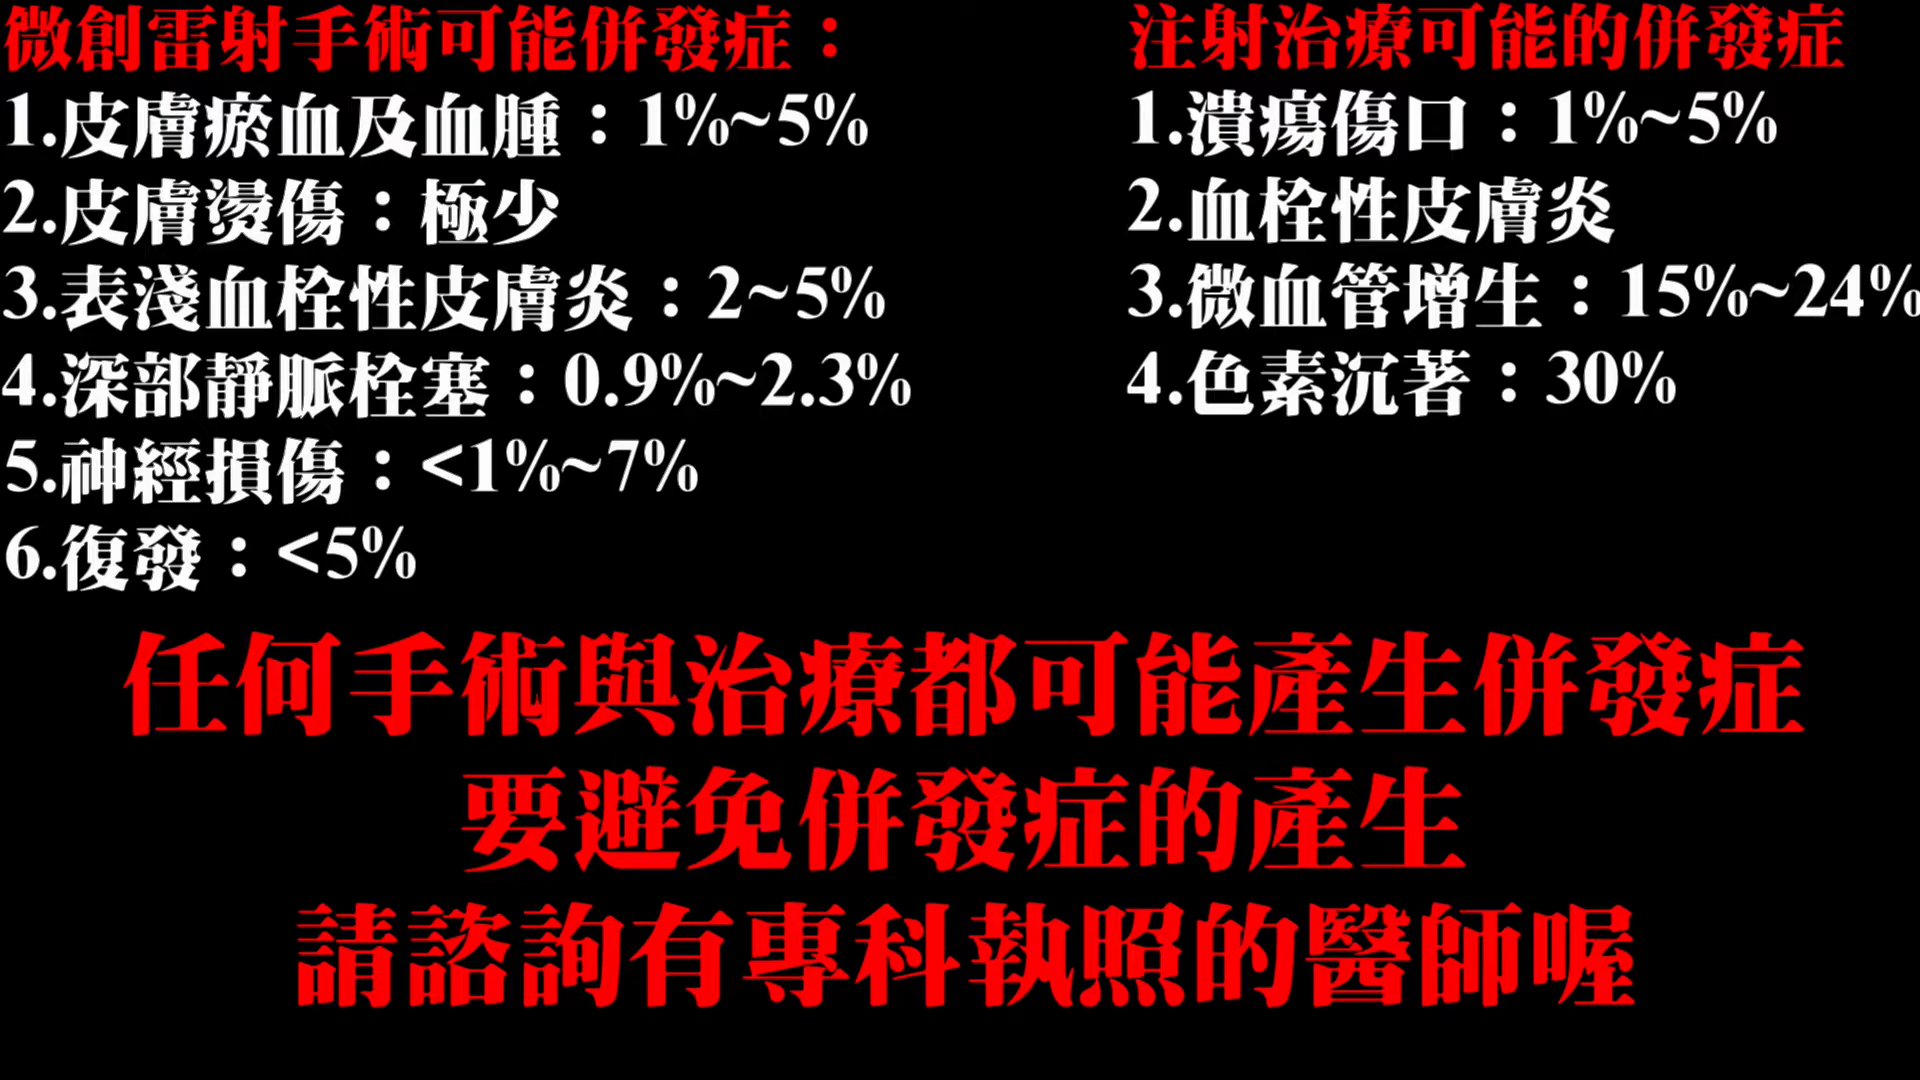 微創雷射手術可能併發症：
1.皮膚瘀血及血腫：1%~5%
2.皮膚燙傷：極少
3.表淺血栓性皮膚炎：2~5%
4.深部靜脈栓塞：0.9%~2.3%
5.神經損傷：<1%~7%
6.復發：<5%
注射治療可能的併發症
1.潰瘍傷口：1%~5%
2.血栓性皮膚炎
3.微血管增生：15%~24%
4.色素沉著：30%
任何手術與治療都可能產生併發症
要避免併發症的產生
請諮詢有專科執照的醫師喔